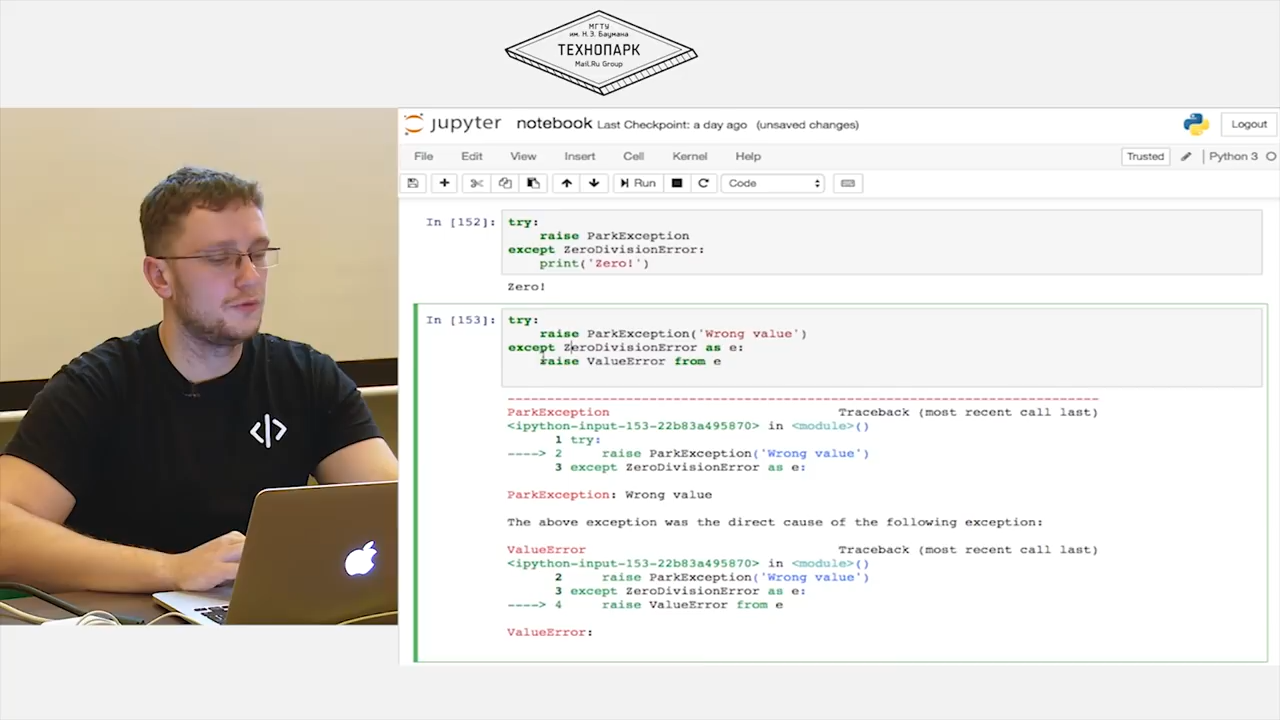 МГТУ
им. Н.Э. Баумана
ТЕХНОПАРК
Mail.Ru Group
jupyter notebook Last Checkpoint: a day ago (unsaved changes)
Logout
File Edit View Insert Cell Kernel Help
Trusted Python 3
Run Code
In [152]: try:
raise ParkException
except ZeroDivisionError:
print('Zero!')
Zero!
In [153]: try:
raise ParkException('Wrong value')
except ZeroDivisionError as e:
raise ValueError from e
ParkException Traceback (most recent call last)
<ipython-input-153-22b83a495870> in <module>()
1 try:
----> 2 raise ParkException('Wrong value')
3 except ZeroDivisionError as e:
ParkException: Wrong value
The above exception was the direct cause of the following exception:
ValueError Traceback (most recent call last)
<ipython-input-153-22b83a495870> in <module>()
2 raise ParkException('Wrong value')
3 except ZeroDivisionError as e:
----> 4 raise ValueError from e
ValueError: